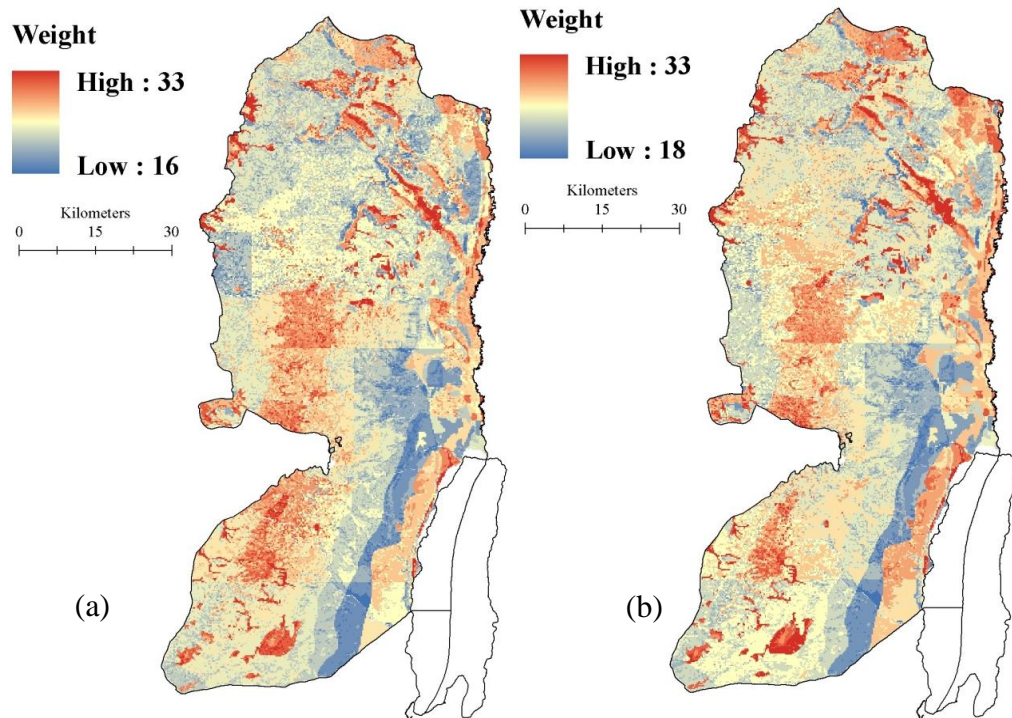 Weight
High : 33
Low : 16
Kilometers
0 15 30
(a)
Weight
High : 33
Low : 18
Kilometers
0 15 30
(b)